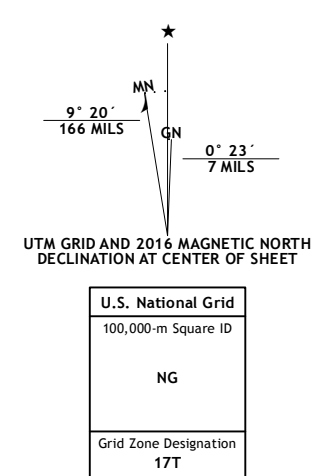 MN
9° 20´
166 MILS
GN
0° 23´
7 MILS
UTM GRID AND 2016 MAGNETIC NORTH
DECLINATION AT CENTER OF SHEET
U.S. National Grid
100,000-m Square ID
NG
Grid Zone Designation
17T